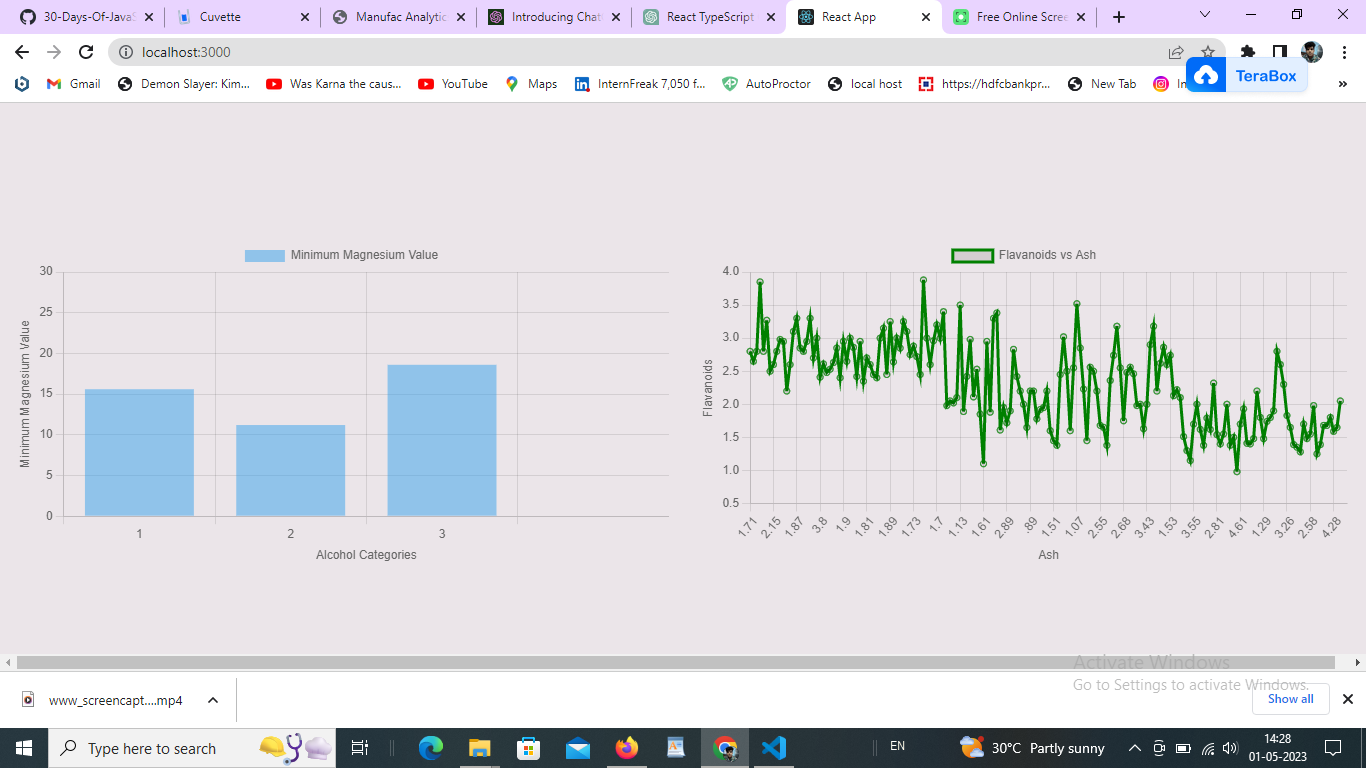 30-Days-Of-JavaS
Cuvette
Manufac Analytic
Introducing Chat
React TypeScript
React App
Free Online Scre
localhost:3000
Gmail
Demon Slayer: Kim...
Was Karna the caus...
YouTube
Maps
InternFreak 7,050 f...
AutoProctor
local host
https://hdfcbankpr...
New Tab
In
TeraBox
Minimum Magnesium Value
30
25
20
15
10
5
0
Minimum Magnesium Value
1 2 3
Alcohol Categories
Flavanoids vs Ash
4.0
3.5
3.0
2.5
2.0
1.5
1.0
0.5
Flavanoids
1.71 2.15 1.87 3.8 1.9 1.81 1.89 1.73 1.7 1.13 1.61 2.89 .89 1.51 1.07 2.55 2.68 3.43 1.53 3.55 2.81 4.61 1.29 3.26 2.58 4.28
Ash
Activate Windows
Go to Settings to activate Windows.
www_screencapt....mp4
Show all
Type here to search
EN
30°C Partly sunny
14:28
01-05-2023